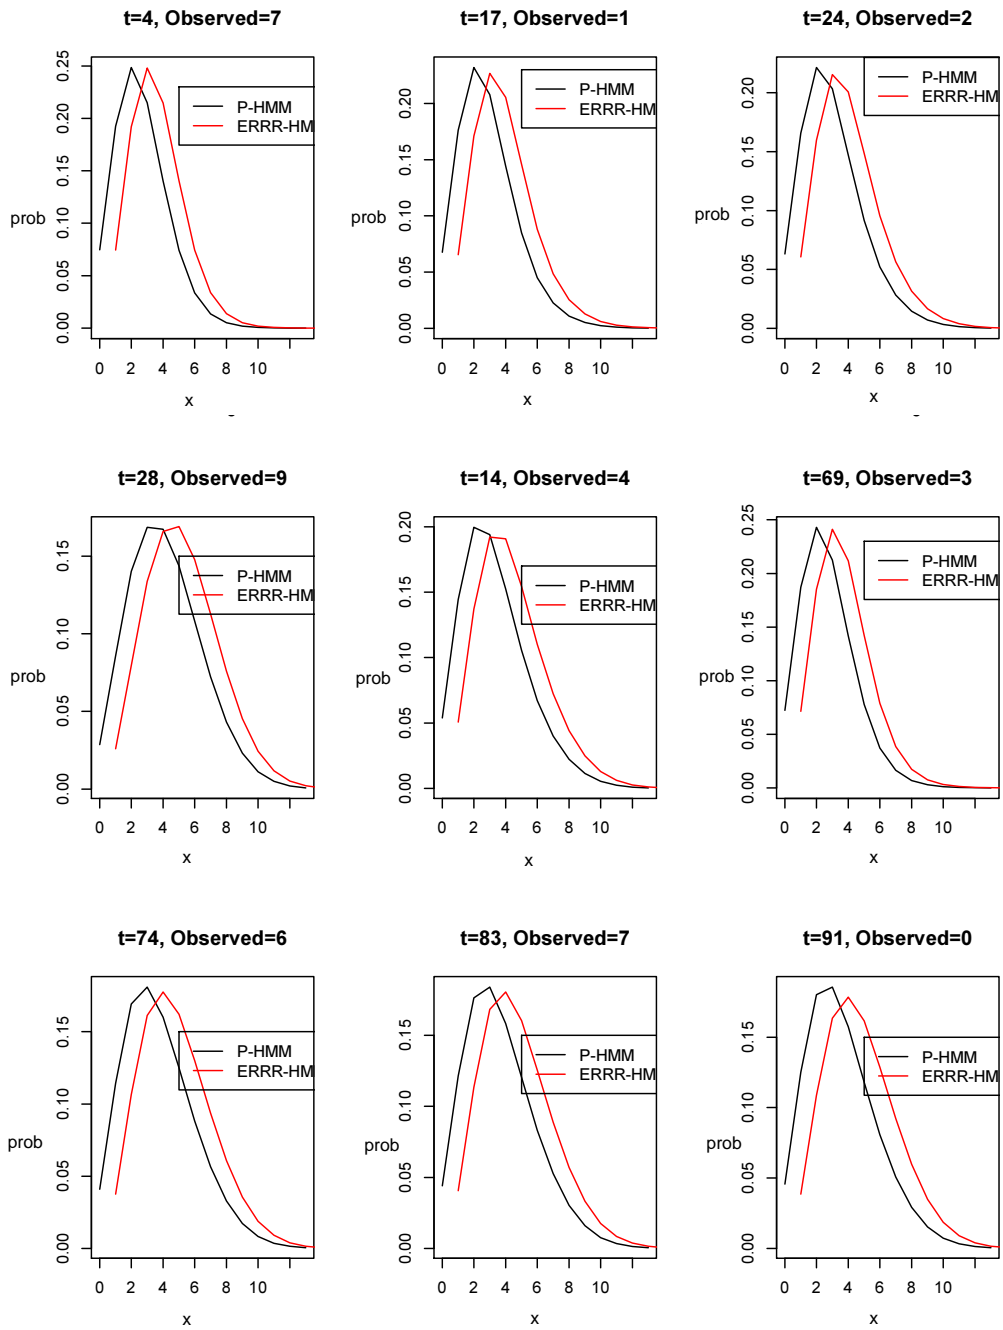 t=4, Observed=7
t=17, Observed=1
t=24, Observed=2
P-HMM
ERRR-HM
0.00 0.05 0.10 0.15 0.20 0.25
prob
0 2 4 6 8 10
x
P-HMM
ERRR-HM
0.00 0.05 0.10 0.15 0.20
prob
0 2 4 6 8 10
x
P-HMM
ERRR-HM
0.00 0.05 0.10 0.15 0.20
prob
0 2 4 6 8 10
x
t=28, Observed=9
t=14, Observed=4
t=69, Observed=3
P-HMM
ERRR-HM
0.00 0.05 0.10 0.15
prob
0 2 4 6 8 10
x
P-HMM
ERRR-HM
0.00 0.05 0.10 0.15 0.20
prob
0 2 4 6 8 10
x
P-HMM
ERRR-HM
0.00 0.05 0.10 0.15 0.20 0.25
prob
0 2 4 6 8 10
x
t=74, Observed=6
t=83, Observed=7
t=91, Observed=0
P-HMM
ERRR-HM
0.00 0.05 0.10 0.15
prob
0 2 4 6 8 10
x
P-HMM
ERRR-HM
0.00 0.05 0.10 0.15
prob
0 2 4 6 8 10
x
P-HMM
ERRR-HM
0.00 0.05 0.10 0.15
prob
0 2 4 6 8 10
x